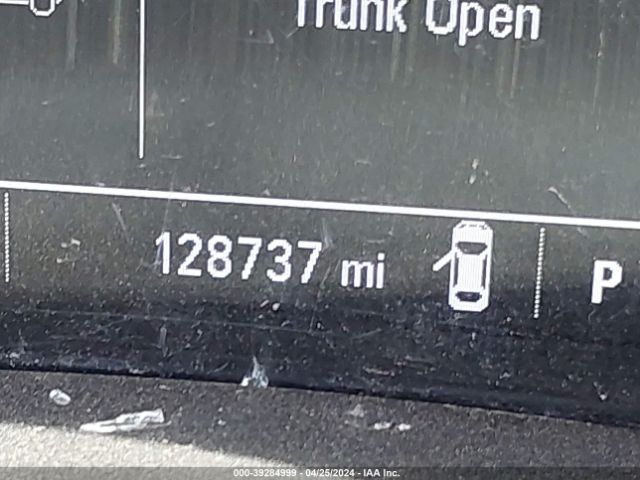 Trunk Open
128737 mi
P
000-39284999 - 04/25/2024 - IAA Inc.